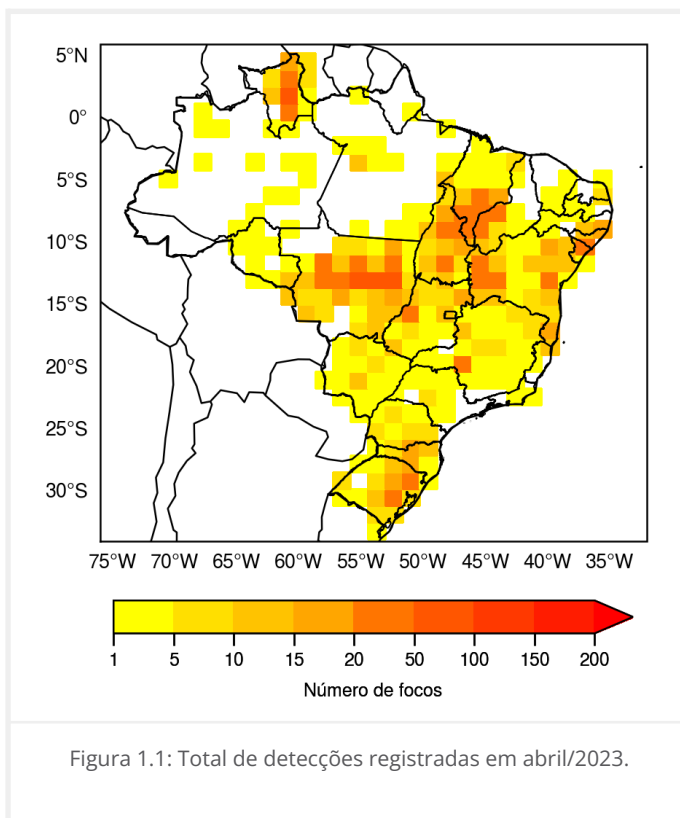 5°N
0°
5°S
10°S
15°S
20°S
25°S
30°S
75°W 70°W 65°W 60°W 55°W 50°W 45°W 40°W 35°W
1 5 10 15 20 50 100 150 200
Número de focos
Figura 1.1: Total de detecções registradas em abril/2023.